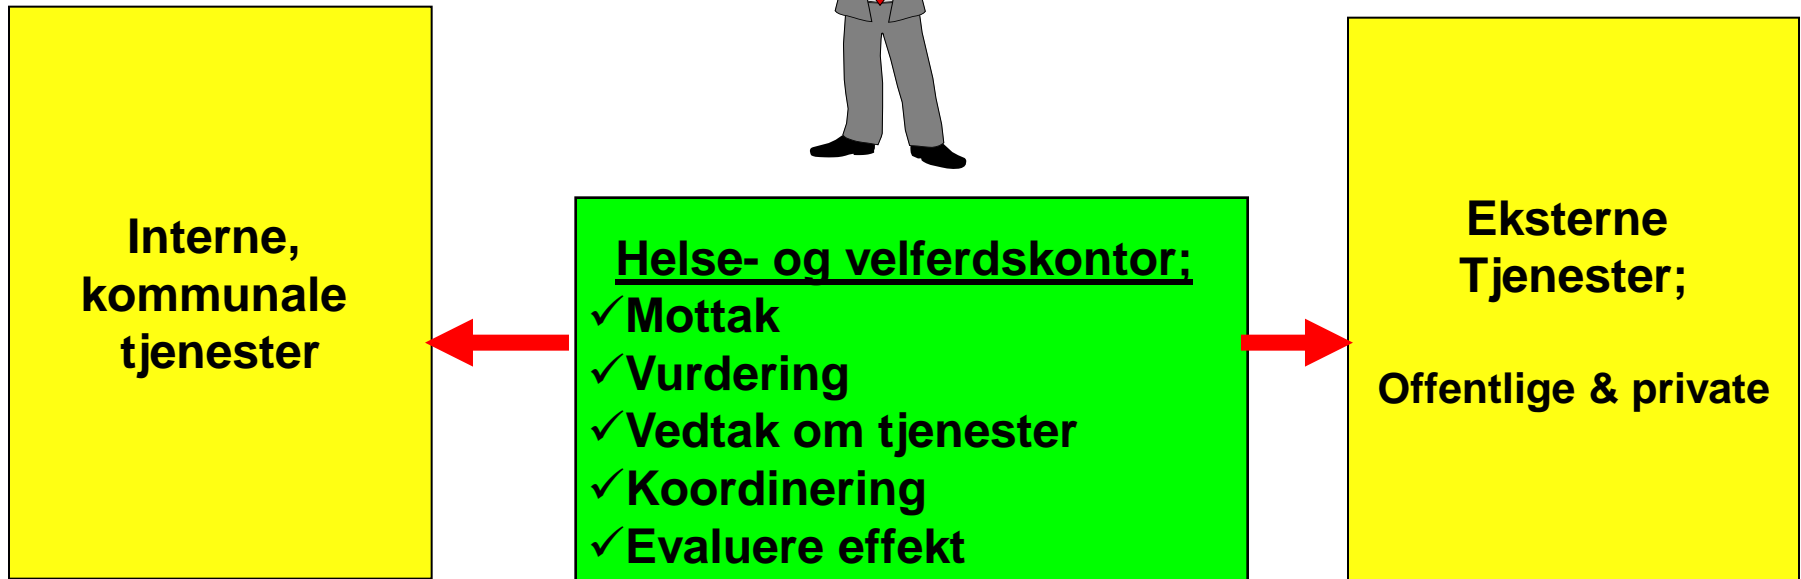 Interne,
kommunale
tjenester
Helse- og velferdskontor;
✓Mottak
✓Vurdering
✓Vedtak om tjenester
✓Koordinering
✓Evaluere effekt
Eksterne
Tjenester;
Offentlige & private